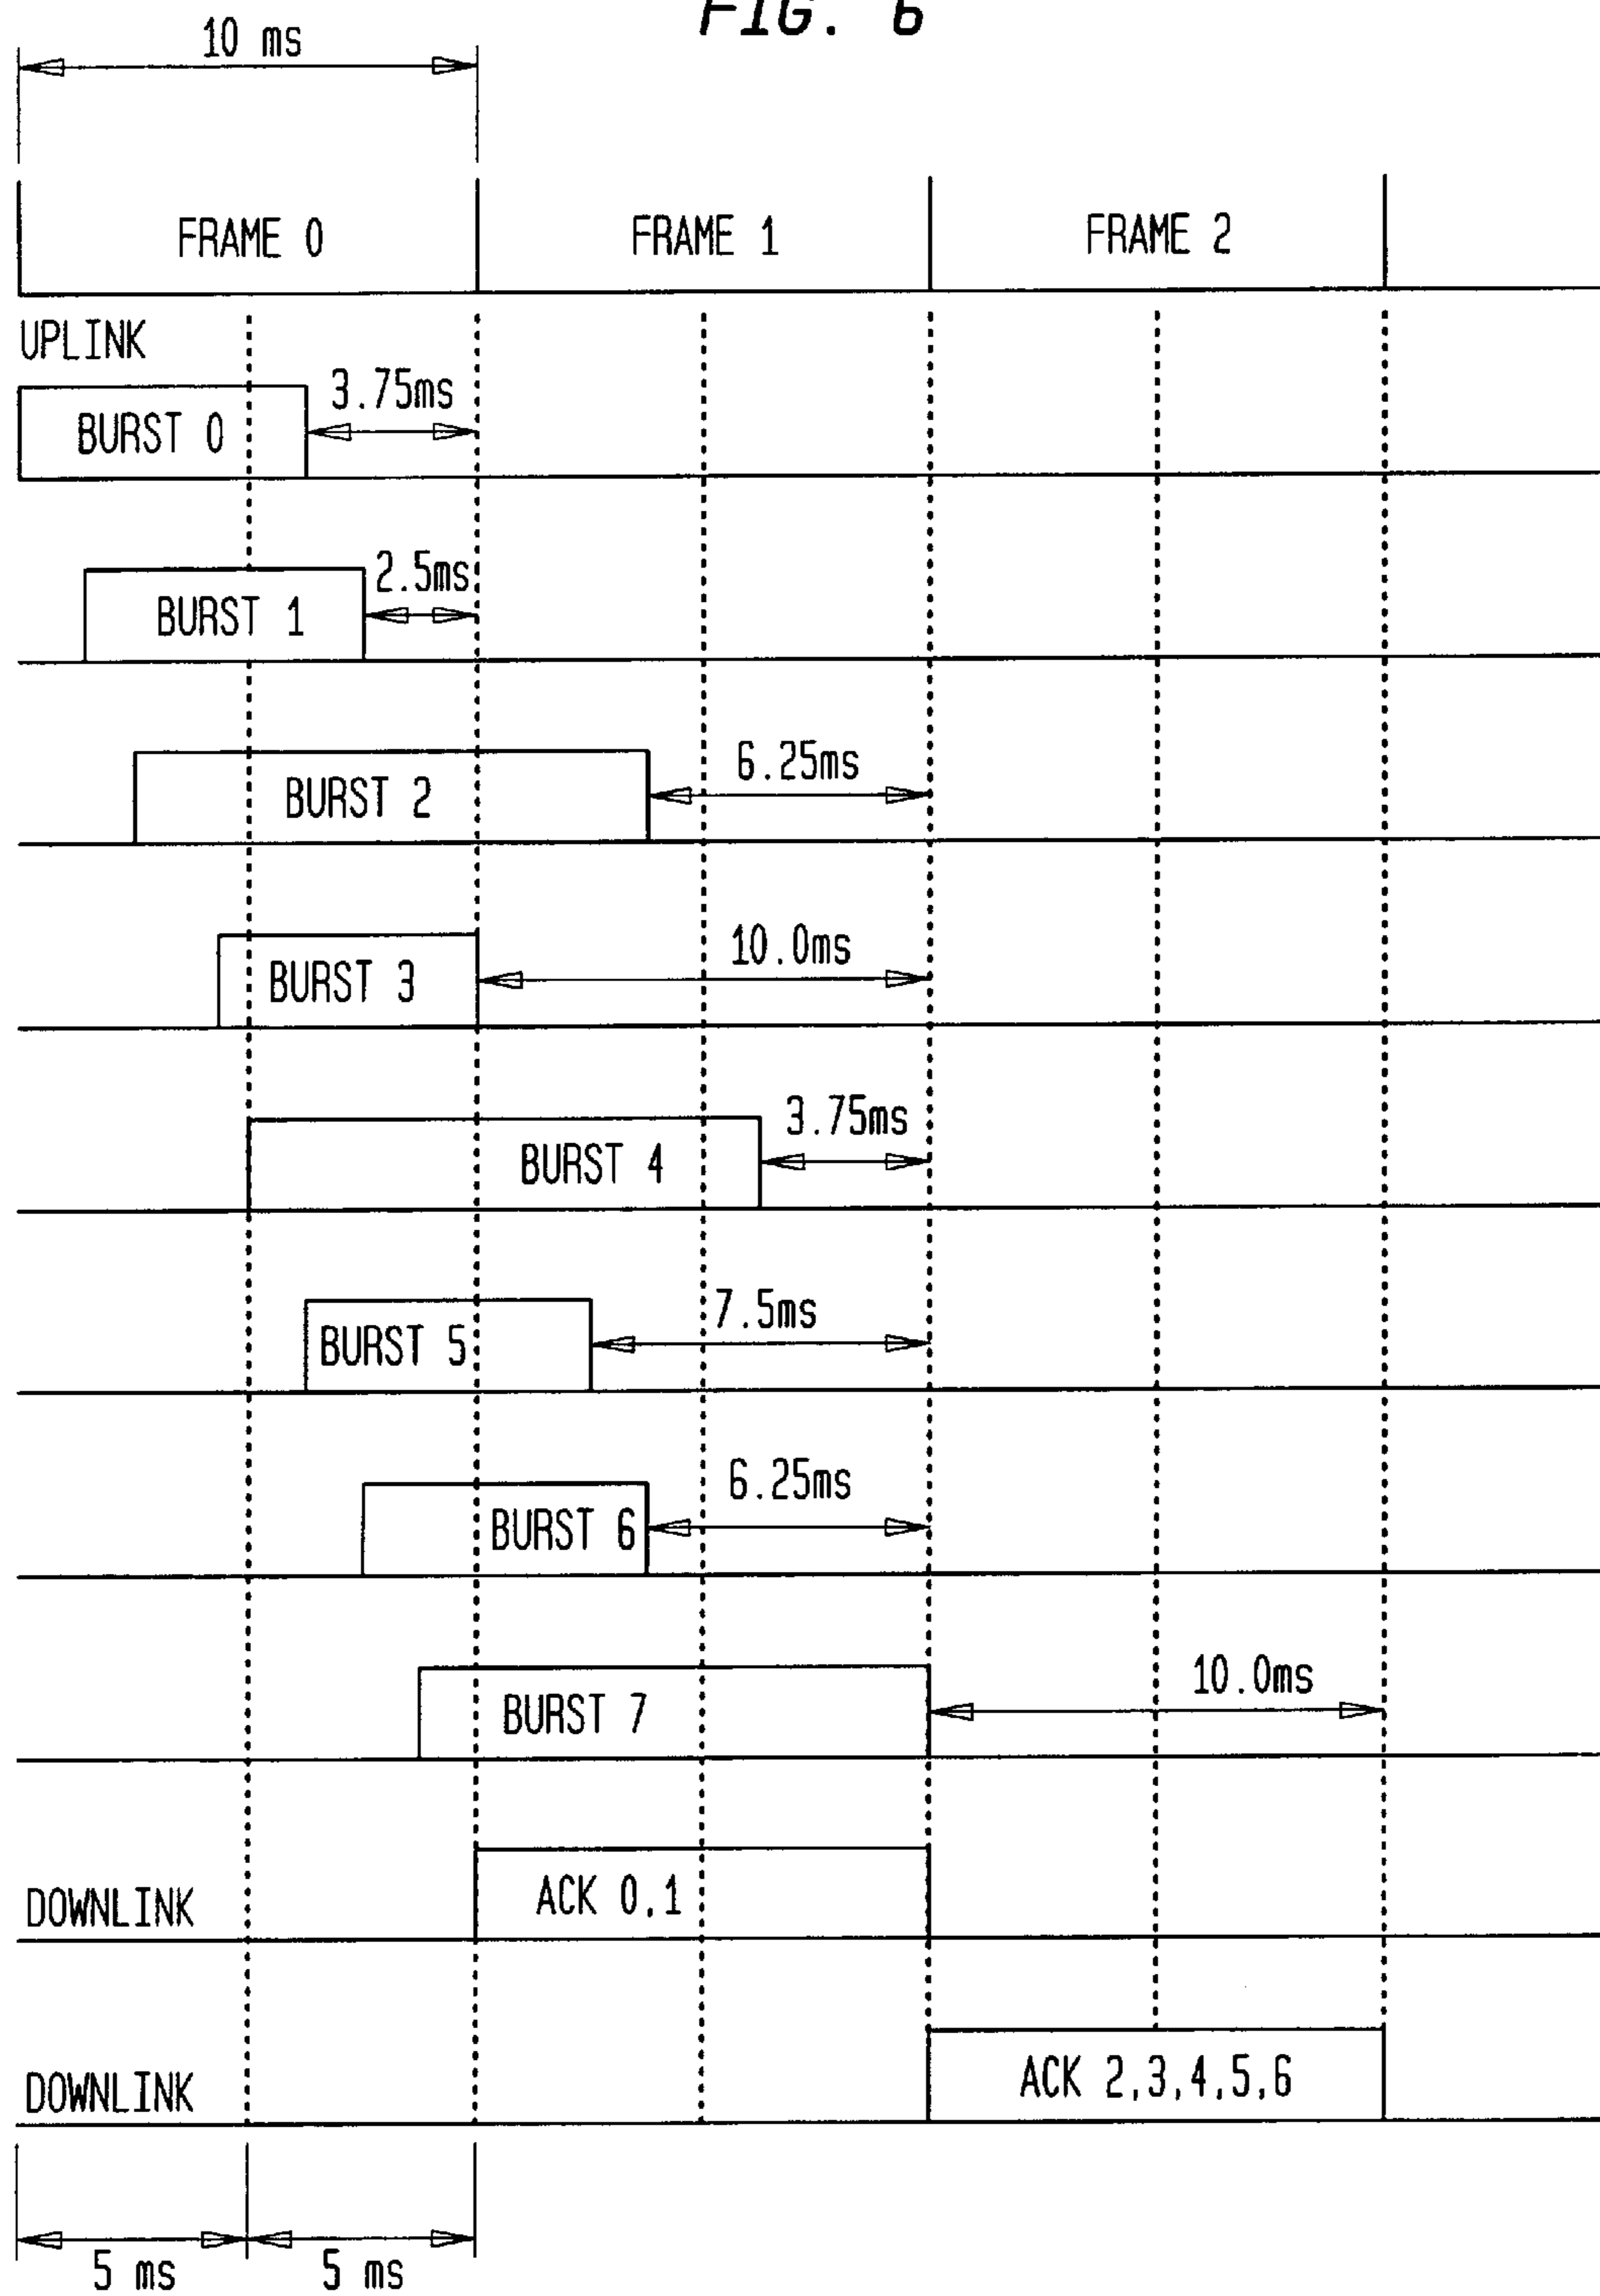 FIG. 6
10 ms
FRAME 0 FRAME 1 FRAME 2
UPLINK
BURST 0 3.75ms
BURST 1 2.5ms
BURST 2 6.25ms
BURST 3 10.0ms
BURST 4 3.75ms
BURST 5 7.5ms
BURST 6 6.25ms
BURST 7 10.0ms
DOWNLINK ACK 0,1
DOWNLINK ACK 2,3,4,5,6
5 ms 5 ms